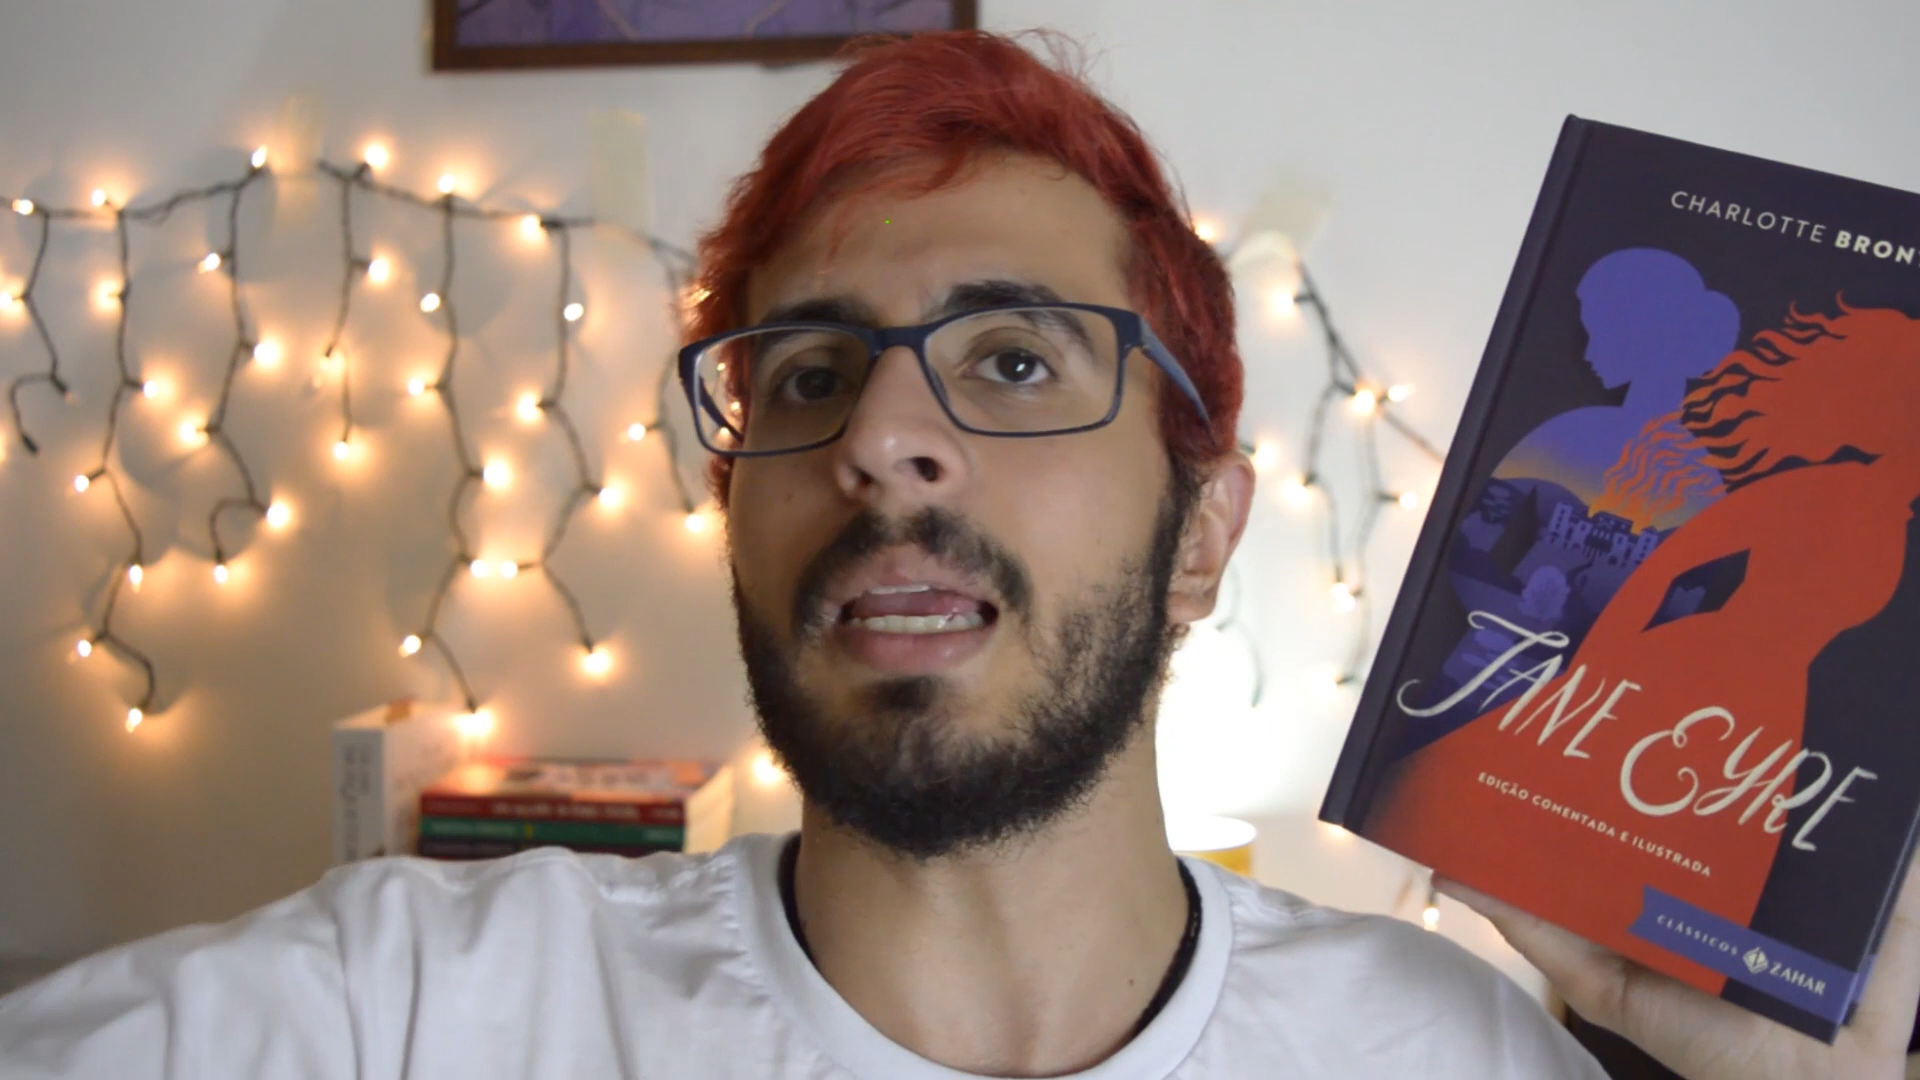 CHARLOTTE BRON
JANE EYRE
EDIÇÃO COMENTADA E ILUSTRADA
CLÁSSICOS ZAHAR